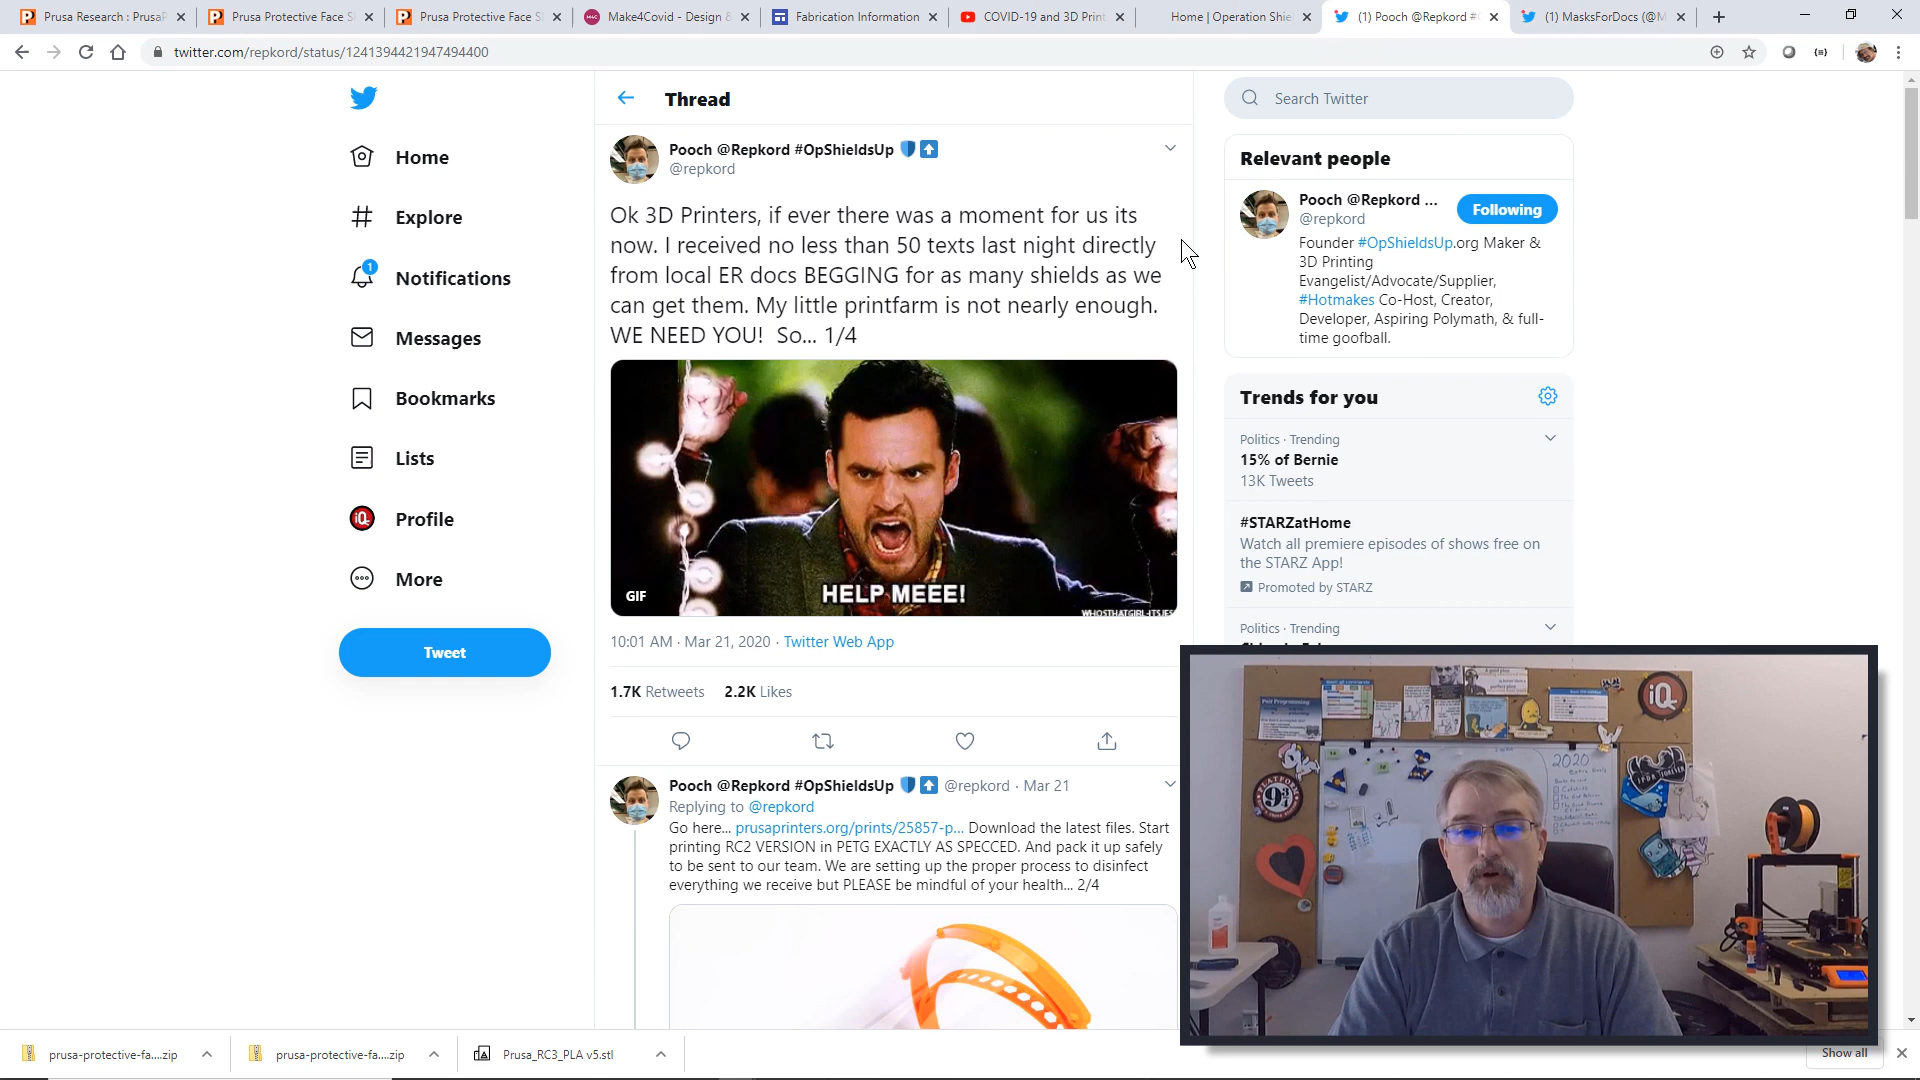 Prusa Research : PrusaP
Prusa Protective Face S
Prusa Protective Face S
Make4Covid - Design &
Fabrication Information
COVID-19 and 3D Print
Home | Operation Shie
(1) Pooch @Repkord #O
(1) MasksForDocs (@M
twitter.com/repkord/status/1241394421947494400
Home
Explore
1
Notifications
Messages
Bookmarks
Lists
iQ
Profile
More
Tweet
Thread
Pooch @Repkord #OpShieldsUp
@repkord
Ok 3D Printers, if ever there was a moment for us its
now. I received no less than 50 texts last night directly
from local ER docs BEGGING for as many shields as we
can get them. My little printfarm is not nearly enough.
WE NEED YOU! So... 1/4
HELP MEEE!
GIF
WHOSTHATGIRL-ITSJES
10:01 AM · Mar 21, 2020 · Twitter Web App
1.7K Retweets 2.2K Likes
Pooch @Repkord #OpShieldsUp @repkord · Mar 21
Replying to @repkord
Go here... prusaprinters.org/prints/25857-p... Download the latest files. Start
printing RC2 VERSION in PETG EXACTLY AS SPECCED. And pack it up safely
to be sent to our team. We are setting up the proper process to disinfect
everything we receive but PLEASE be mindful of your health... 2/4
Search Twitter
Relevant people
Pooch @Repkord ...
@repkord
Following
Founder #OpShieldsUp.org Maker &
3D Printing
Evangelist/Advocate/Supplier,
#Hotmakes Co-Host, Creator,
Developer, Aspiring Polymath, & full-
time goofball.
Trends for you
Politics · Trending
15% of Bernie
13K Tweets
#STARZatHome
Watch all premiere episodes of shows free on
the STARZ App!
Promoted by STARZ
Politics · Trending
iQ
2020
Pair Programming
PLATFORM
9 3/4
prusa-protective-fa....zip
prusa-protective-fa....zip
Prusa_RC3_PLA v5.stl
Show all